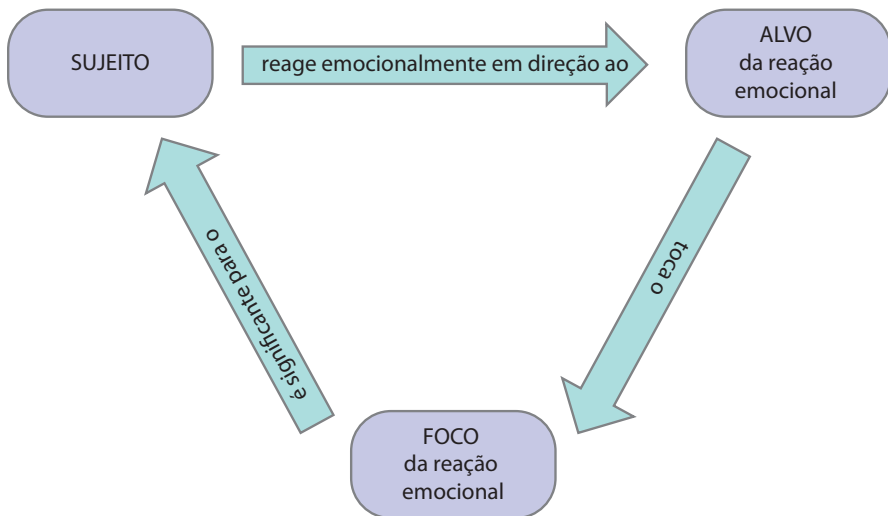 SUJEITO
reage emocionalmente em direção ao
ALVO
da reação
emocional
toca o
FOCO
da reação
emocional
é significante para o